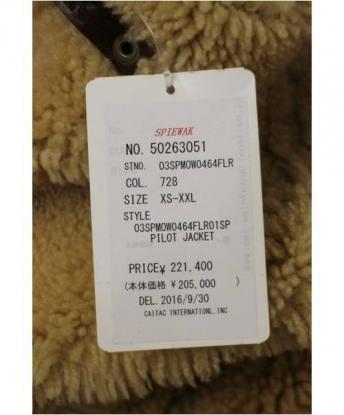 SPIEWAK
NO. 50263051
STNO. 03SPMOW0464FLR
COL. 728
SIZE XS-XXL
STYLE
03SPMOW0464FLR01SP
PILOT JACKET
PRICE¥ 221,400
(本体価格 ¥205,000)
DEL. 2016/9/30
CAITAC INTERNATIONL.INC